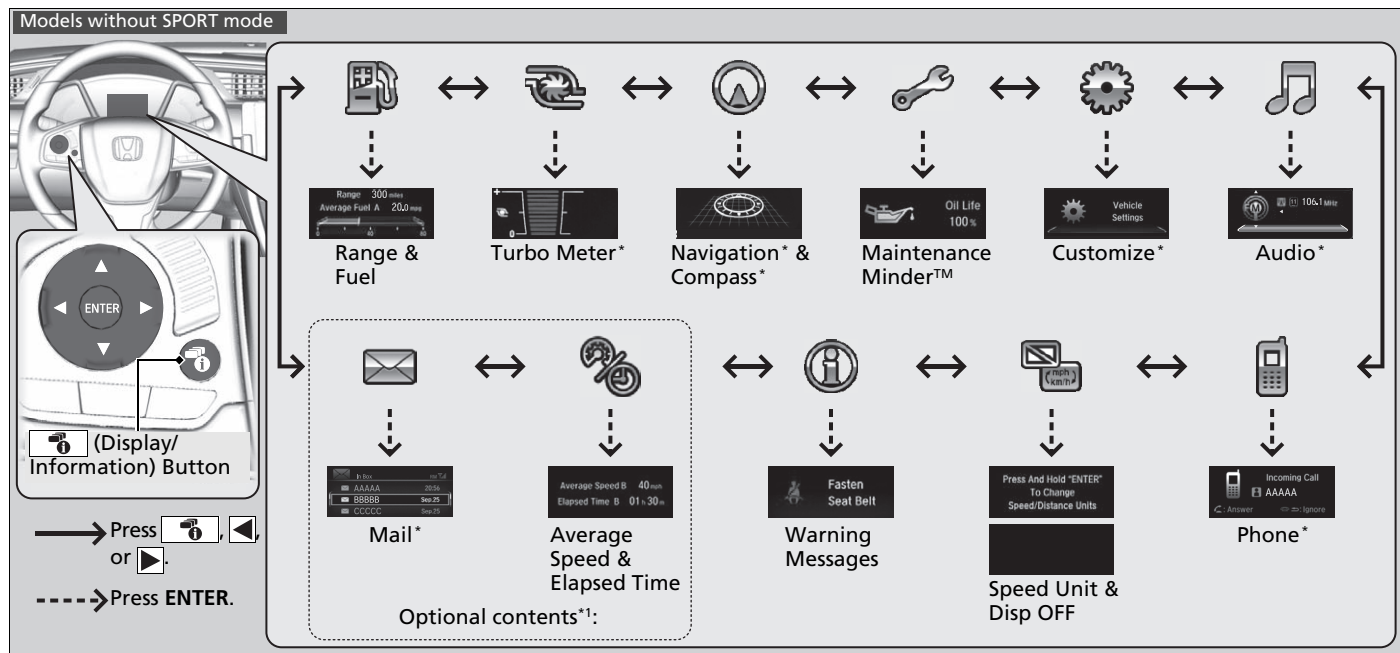 Models without SPORT mode
Range 300 miles
Average Fuel A 20.0 mpg
0 40 80
Range &
Fuel
+
0
Turbo Meter*
Navigation* &
Compass*
Oil Life
100 %
Maintenance
Minder™
Vehicle
Settings
Customize*
106.1 MHz
Audio*
ENTER
(Display/
Information) Button
Press , ,
or .
Press ENTER.
In Box
AAAAA 20:56
BBBBB Sep.25
CCCCC Sep.25
Mail*
Average Speed B 40 mph
Elapsed Time B 01 h 30 m
Average
Speed &
Elapsed Time
Optional contents*1:
Fasten
Seat Belt
Warning
Messages
mph
km/h
Press And Hold "ENTER"
To Change
Speed/Distance Units
Speed Unit &
Disp OFF
Incoming Call
AAAAA
: Answer : Ignore
Phone*